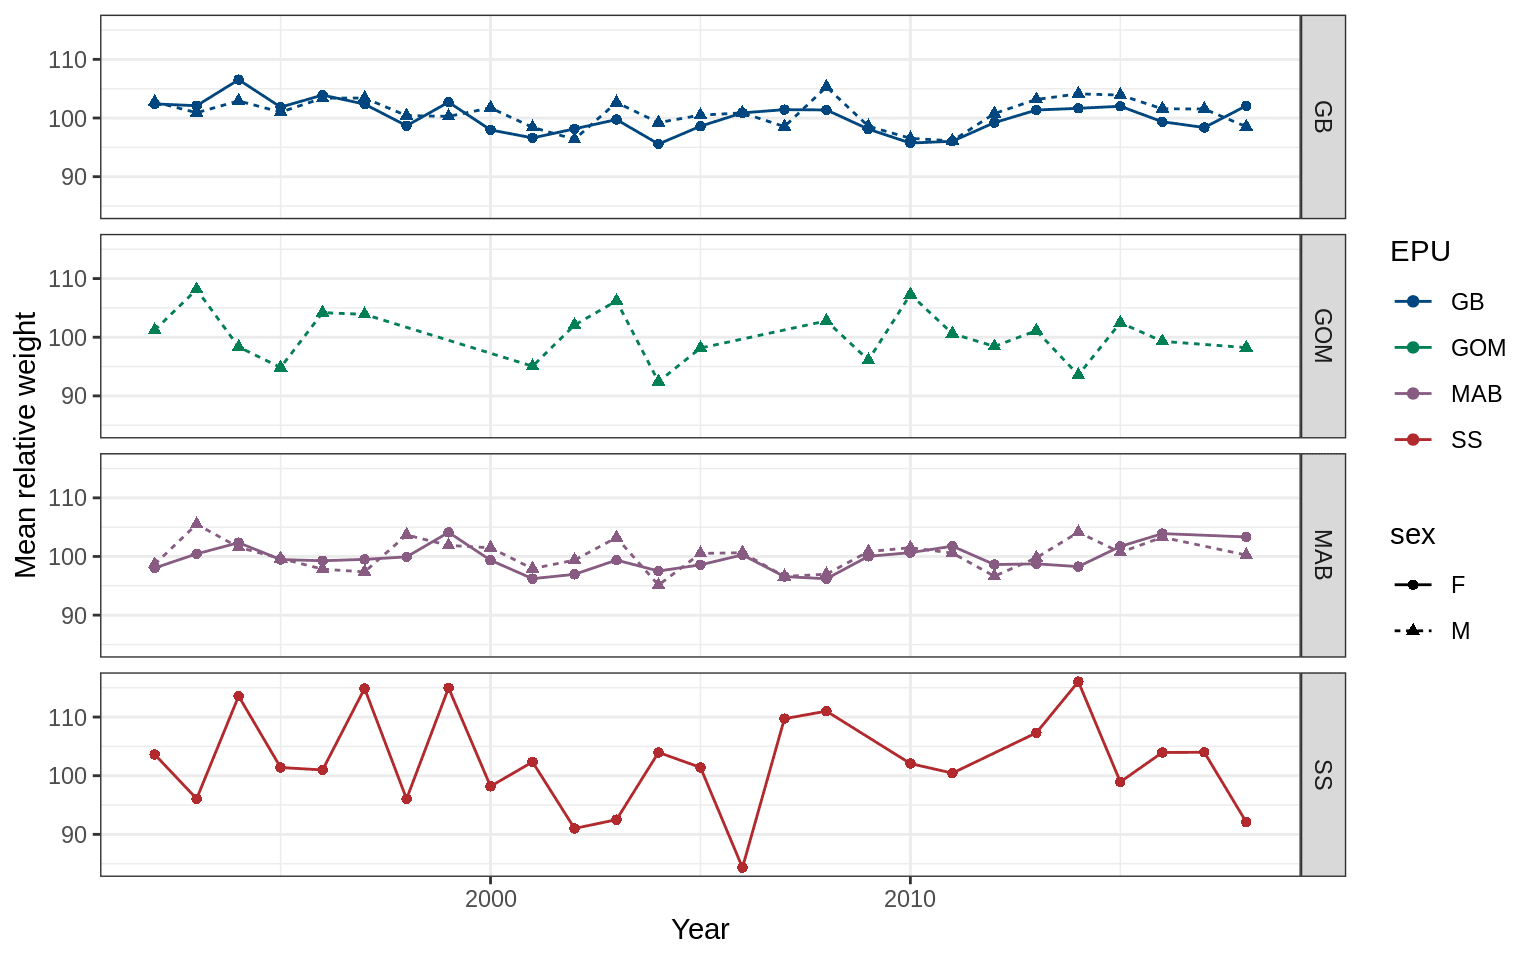 110
100
90
GB
110
100
90
GOM
110
100
90
MAB
110
100
90
SS
2000
2010
Year
Mean relative weight
EPU
GB
GOM
MAB
SS
sex
F
M